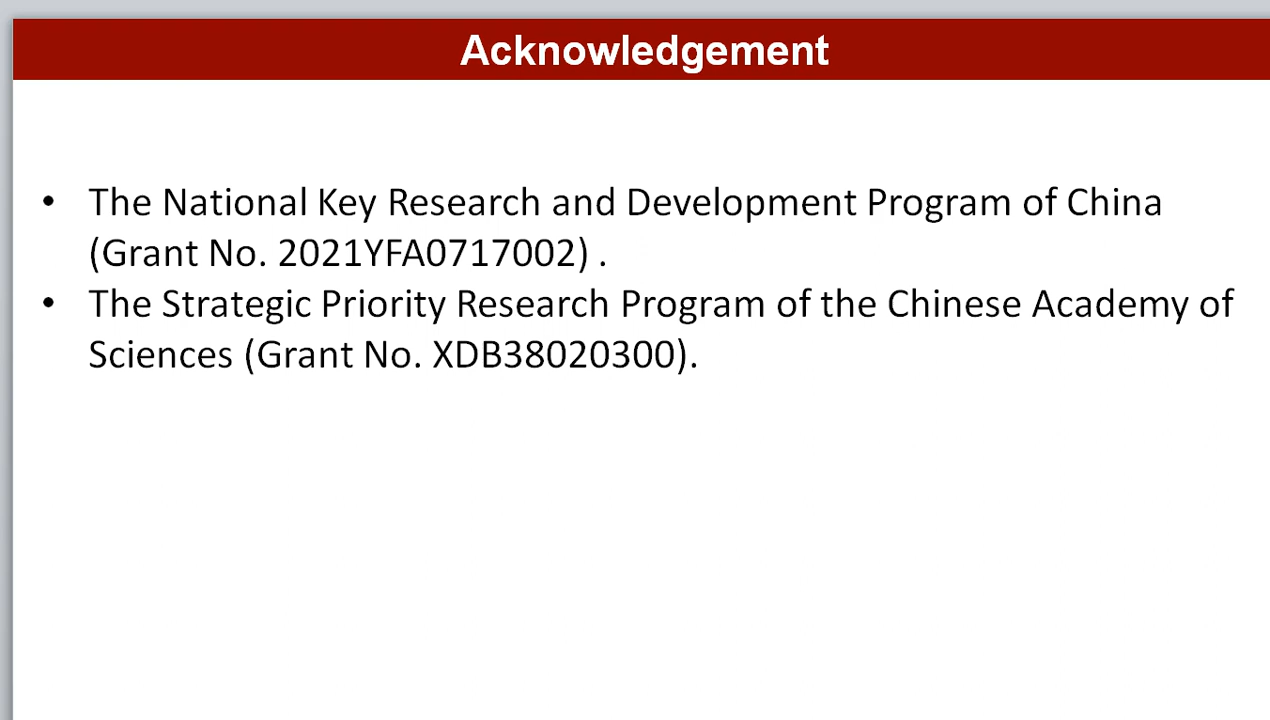 Acknowledgement
• The National Key Research and Development Program of China
(Grant No. 2021YFA0717002) .
• The Strategic Priority Research Program of the Chinese Academy of
Sciences (Grant No. XDB38020300).